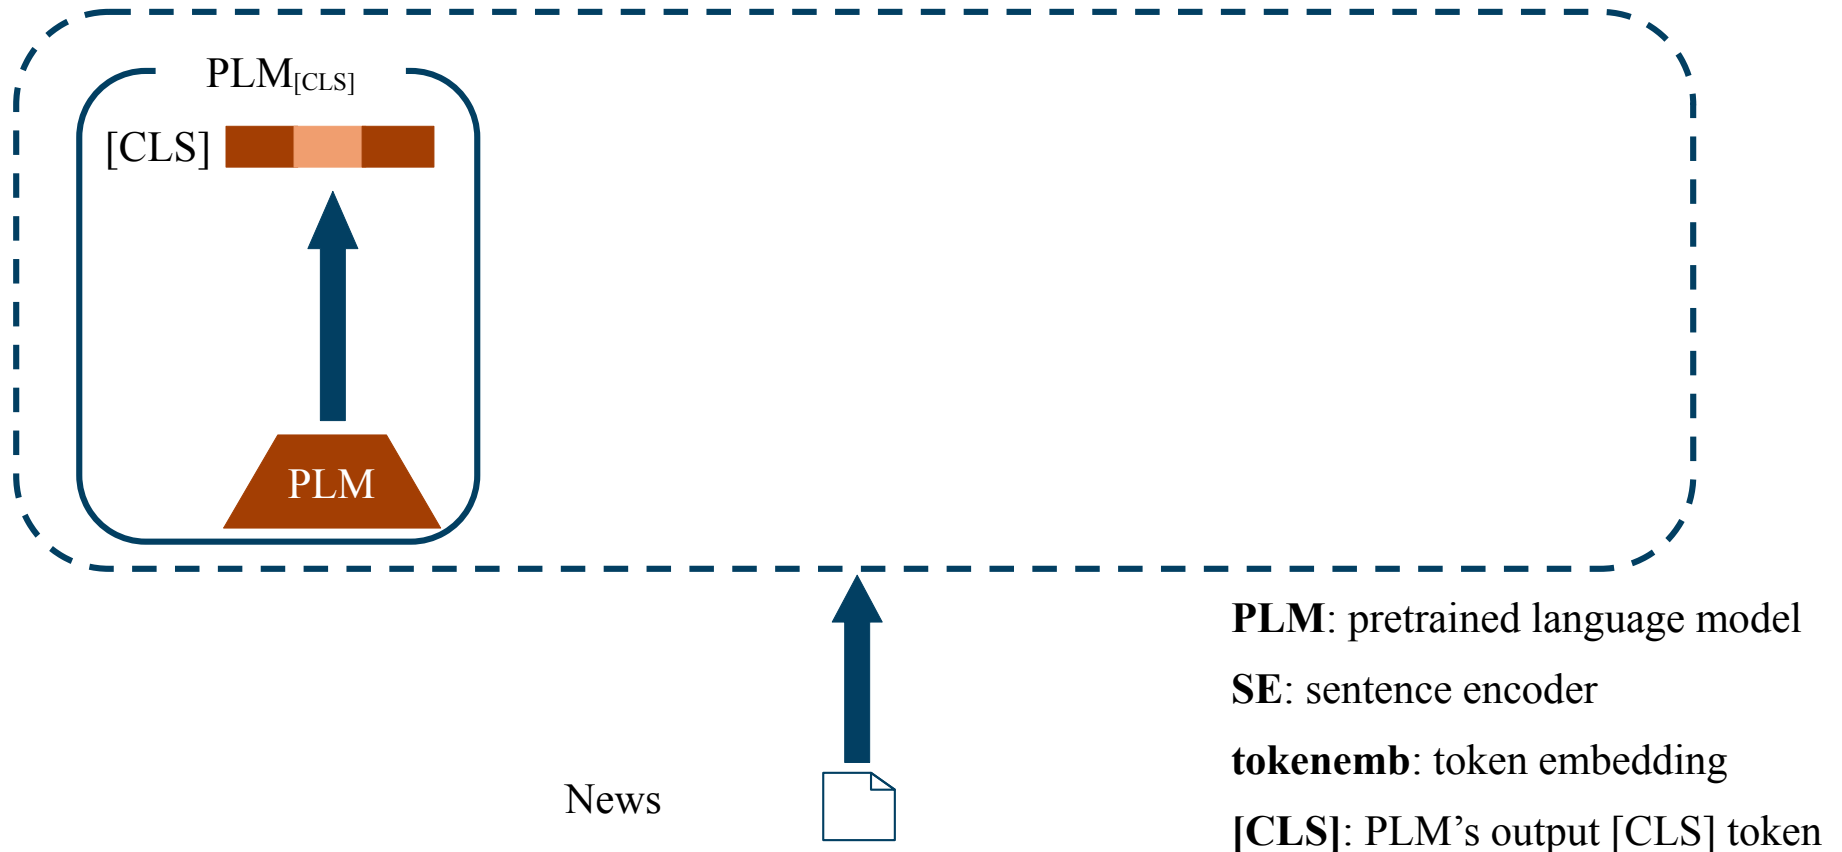 PLM[CLS]
[CLS]
PLM
News
PLM: pretrained language model
SE: sentence encoder
tokenemb: token embedding
[CLS]: PLM’s output [CLS] token